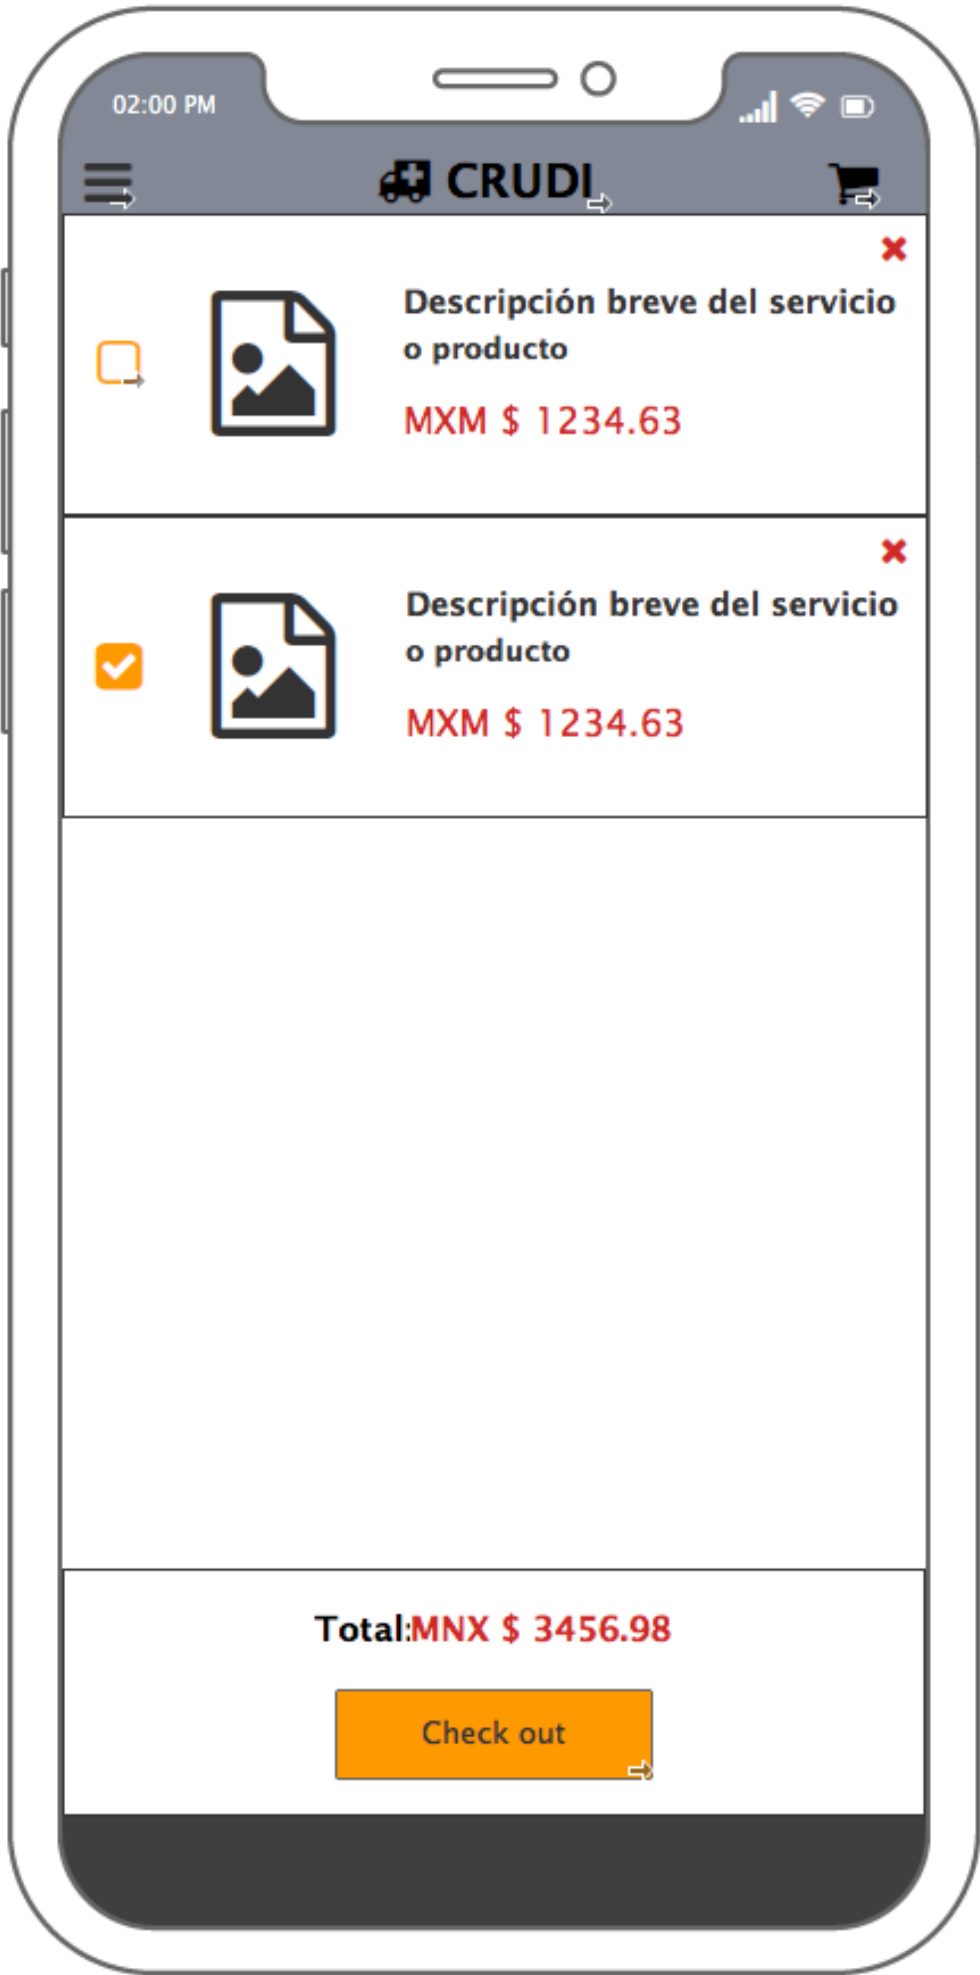 02:00 PM
CRUDI
Descripción breve del servicio
o producto
MXM $ 1234.63
Descripción breve del servicio
o producto
MXM $ 1234.63
Total:MNX $ 3456.98
Check out